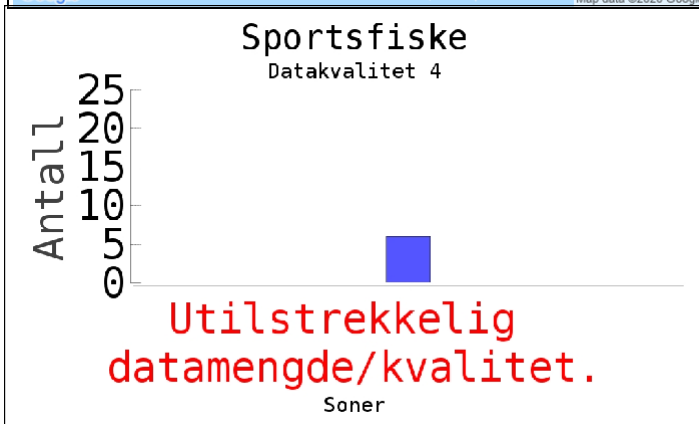 Sportsfiske
Datakvalitet 4
Antall
25
20
15
10
5
0
Utilstrekkelig
datamengde/kvalitet.
Soner